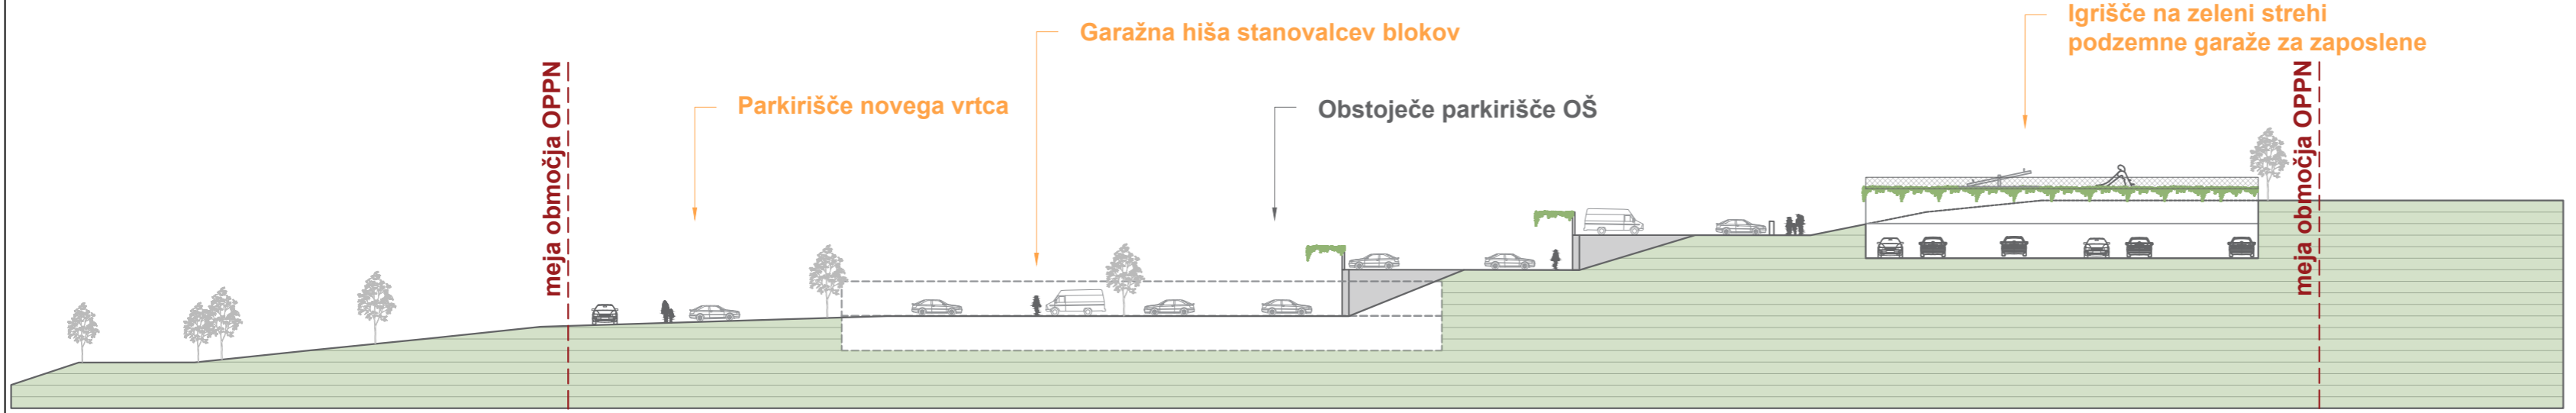 Igrišče na zeleni strehi
podzemne garaže za zaposlene
Garažna hiša stanovalcev blokov
Parkirišče novega vrtca
Obstoječe parkirišče OŠ
meja območja OPPN
meja območja OPPN